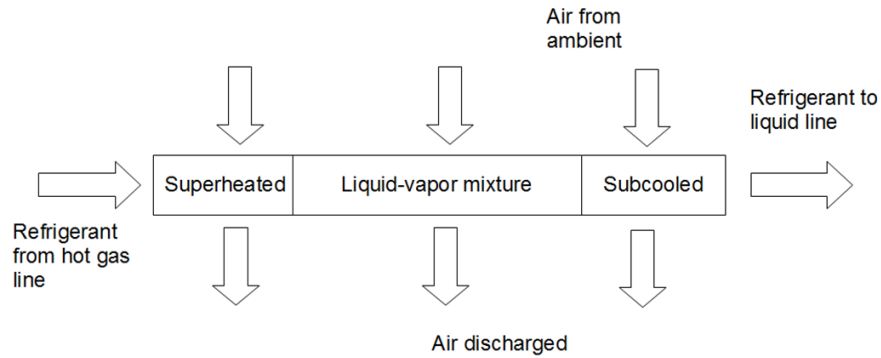 Air from
ambient
Refrigerant to
liquid line
Superheated
Liquid-vapor mixture
Subcooled
Refrigerant
from hot gas
line
Air discharged